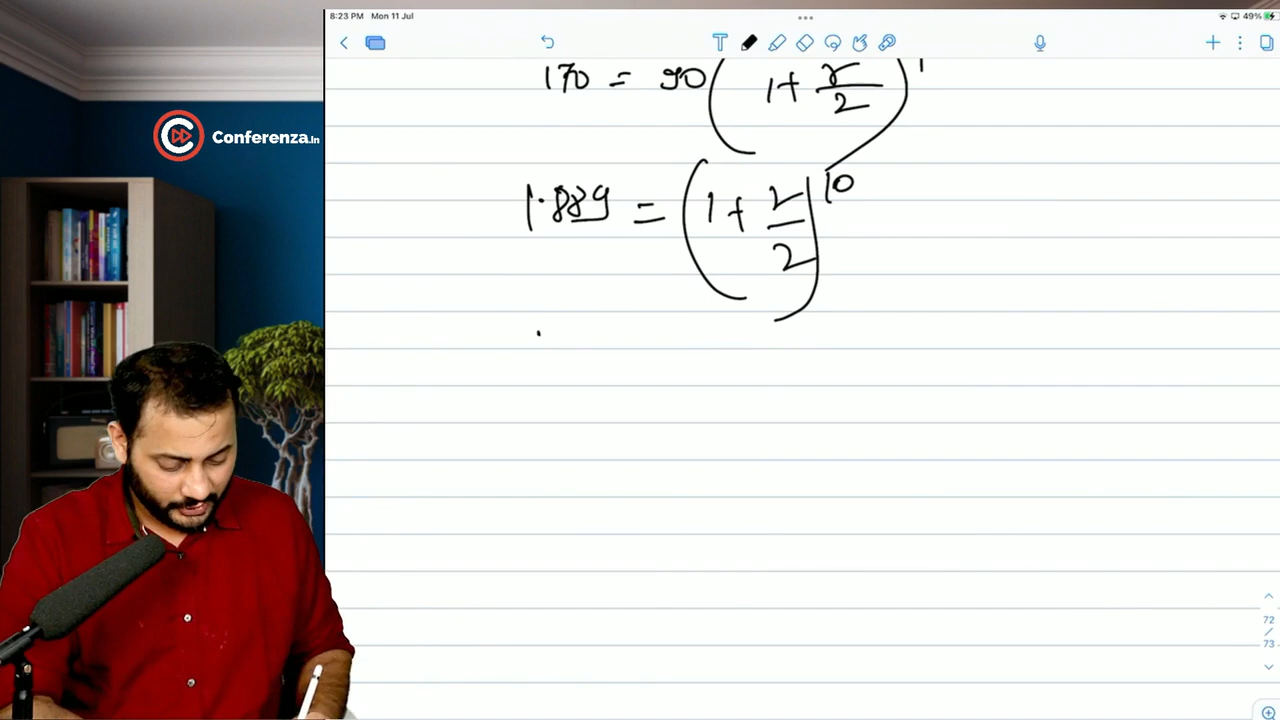 8:23 PM Mon 11 Jul
49%
Conferenza.in
170 = 90(1 + r/2)^1
1.889 = (1 + r/2)^10
72
/
73